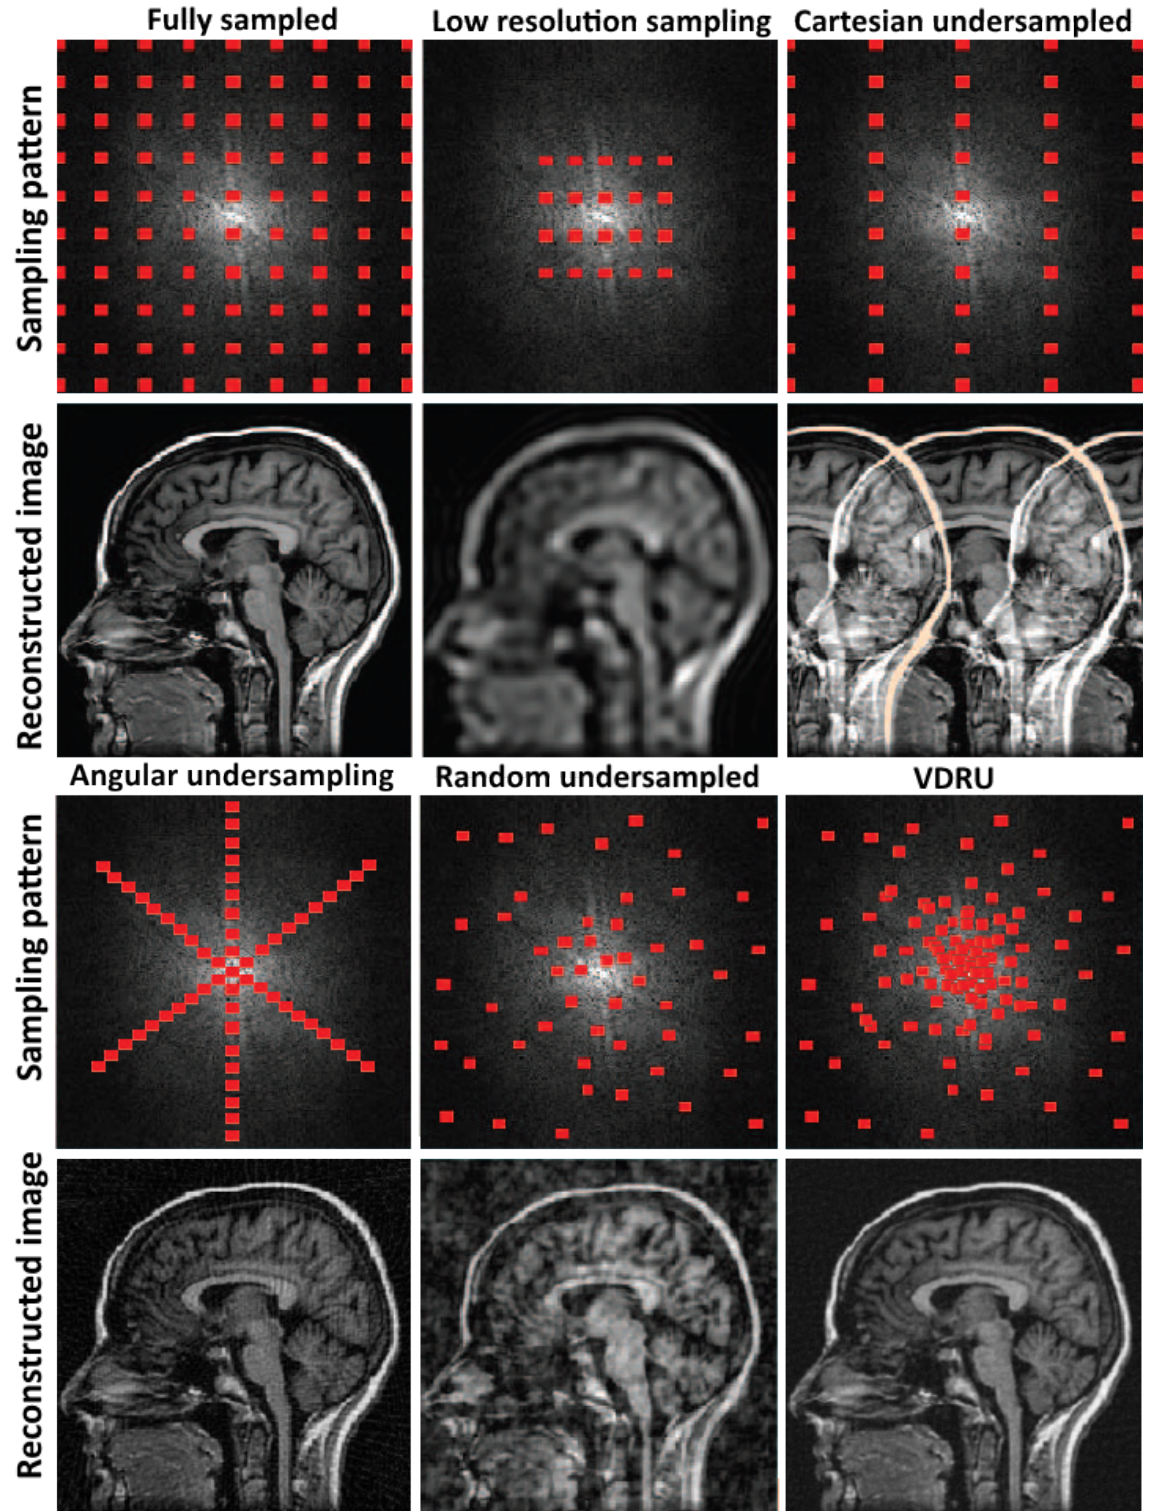 Fully sampled
Low resolution sampling
Cartesian undersampled
Sampling pattern
Reconstructed image
Angular undersampling
Random undersampled
VDRU
Sampling pattern
Reconstructed image